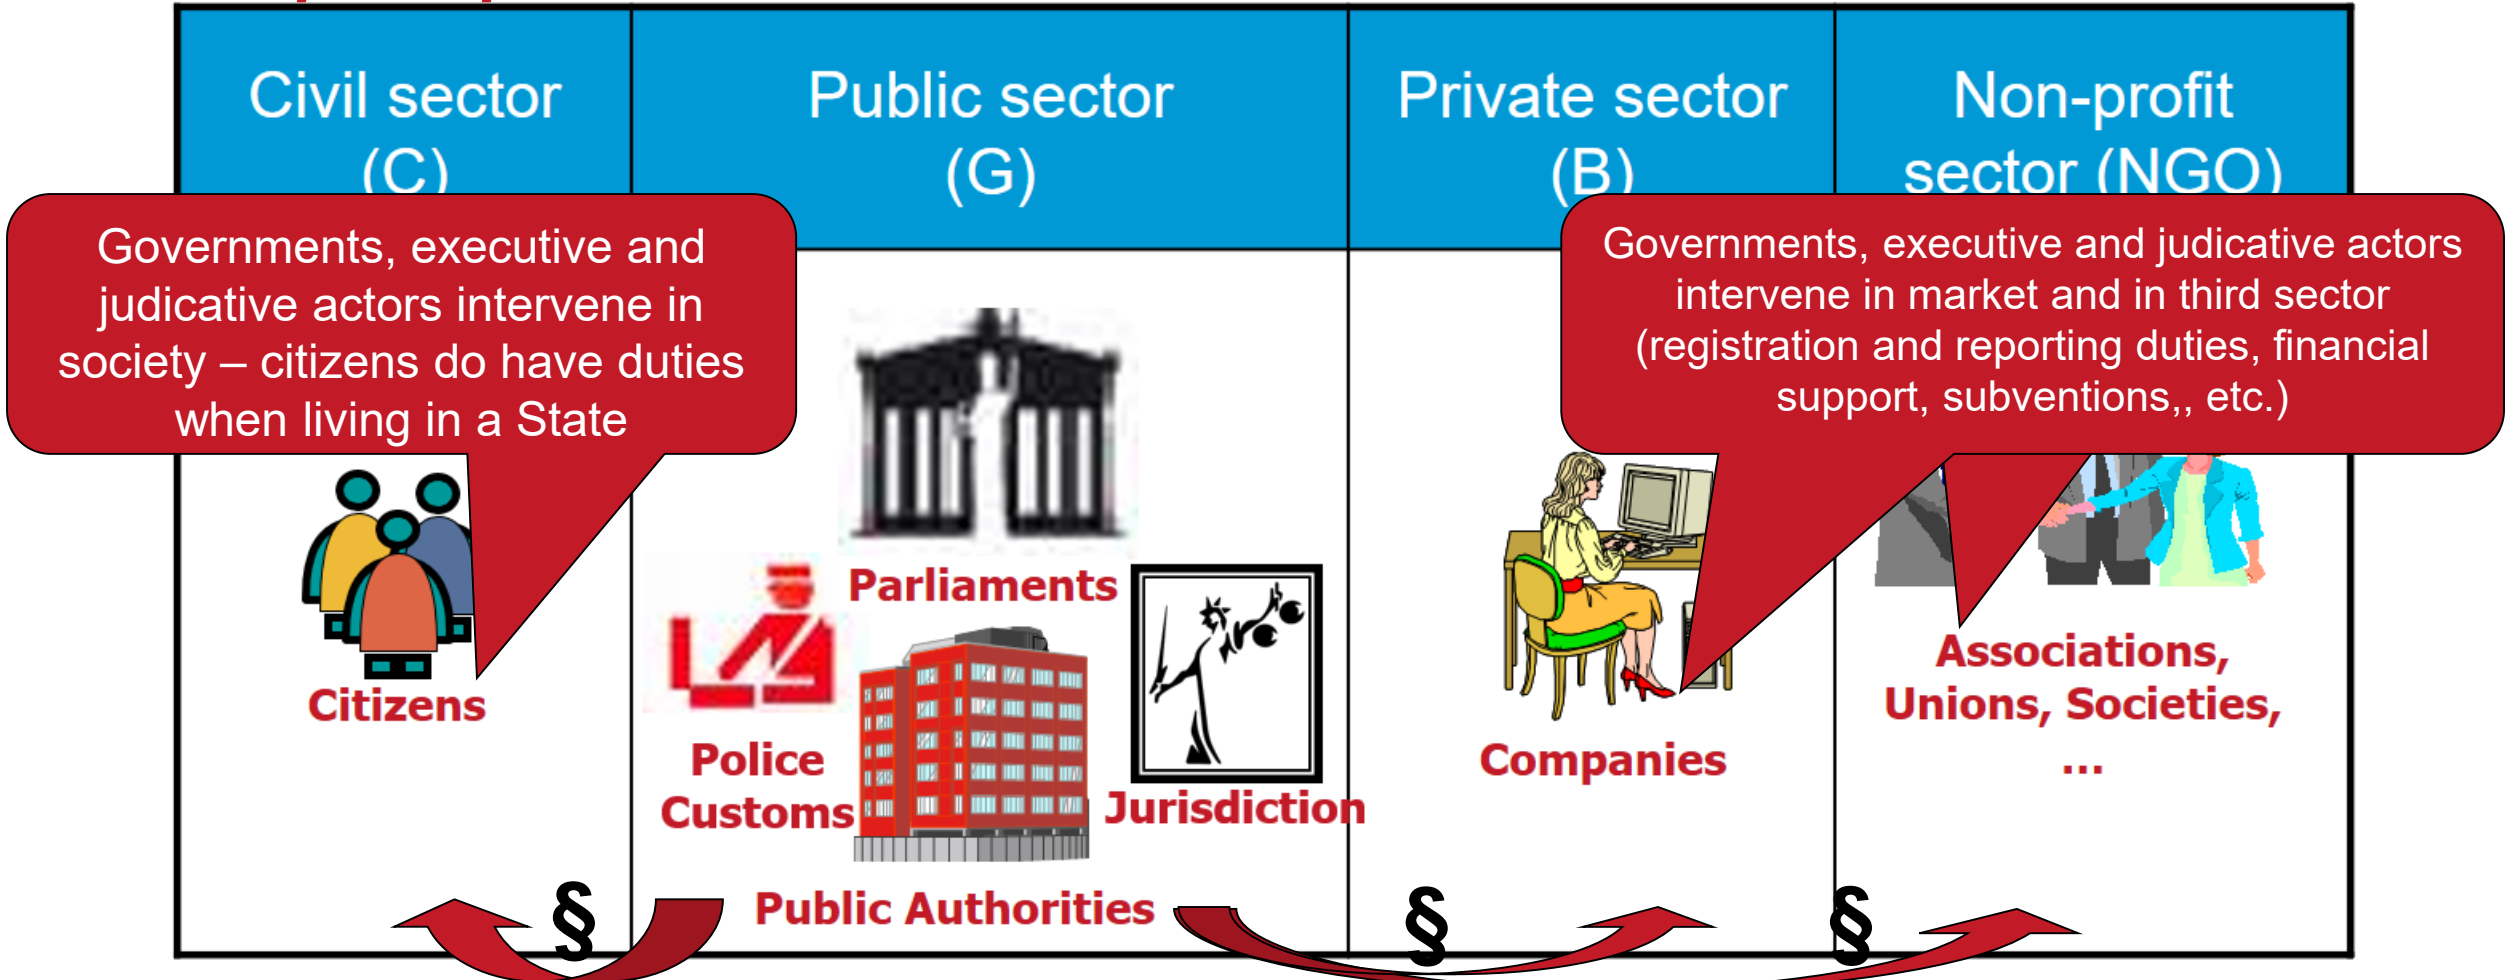 Civil sector
(C)
Public sector
(G)
Private sector
(B)
Non-profit
sector (NGO)
Governments, executive and
judicative actors intervene in
society – citizens do have duties
when living in a State
Governments, executive and judicative actors
intervene in market and in third sector
(registration and reporting duties, financial
support, subventions,, etc.)
Citizens
Parliaments
Police
Customs
Jurisdiction
Public Authorities
Companies
Associations,
Unions, Societies,
...
§
§
§